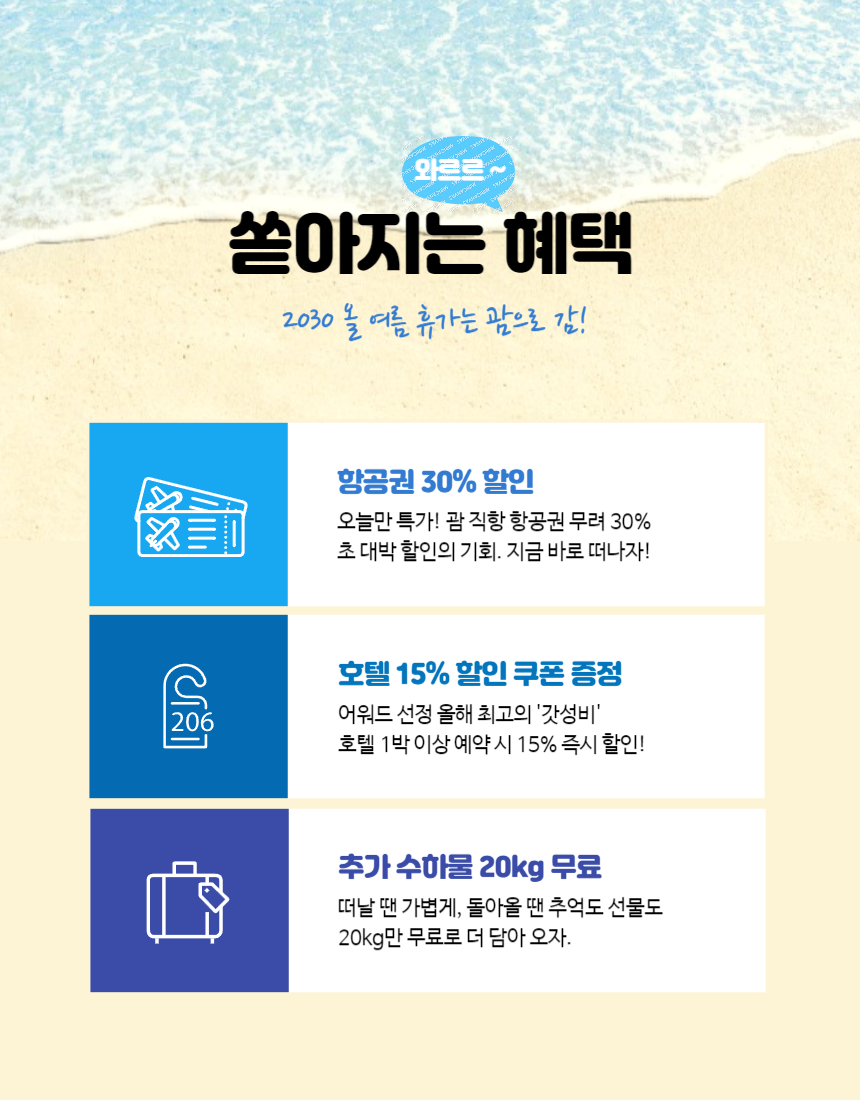 와르르 ~
쏟아지는 혜택
2030 올 여름 휴가는 괌으로 감!
항공권 30% 할인
오늘만 특가! 괌 직항 항공권 무려 30%
초 대박 할인의 기회. 지금 바로 떠나자!
206
호텔 15% 할인 쿠폰 증정
어워드 선정 올해 최고의 '갓성비'
호텔 1박 이상 예약 시 15% 즉시 할인!
추가 수하물 20kg 무료
떠날 땐 가볍게, 돌아올 땐 추억도 선물도
20kg만 무료로 더 담아 오자.